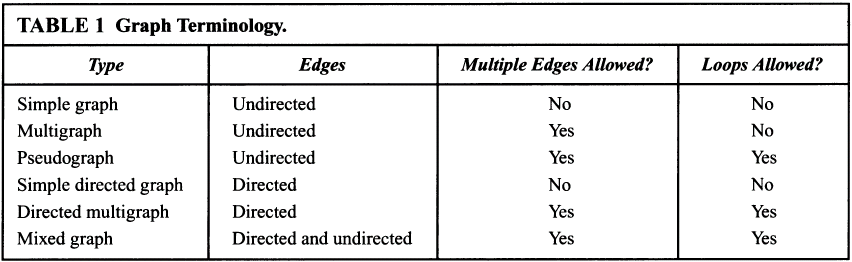 TABLE 1 Graph Terminology.
Type Edges Multiple Edges Allowed? Loops Allowed?
Simple graph Undirected No No
Multigraph Undirected Yes No
Pseudograph Undirected Yes Yes
Simple directed graph Directed No No
Directed multigraph Directed Yes Yes
Mixed graph Directed and undirected Yes Yes